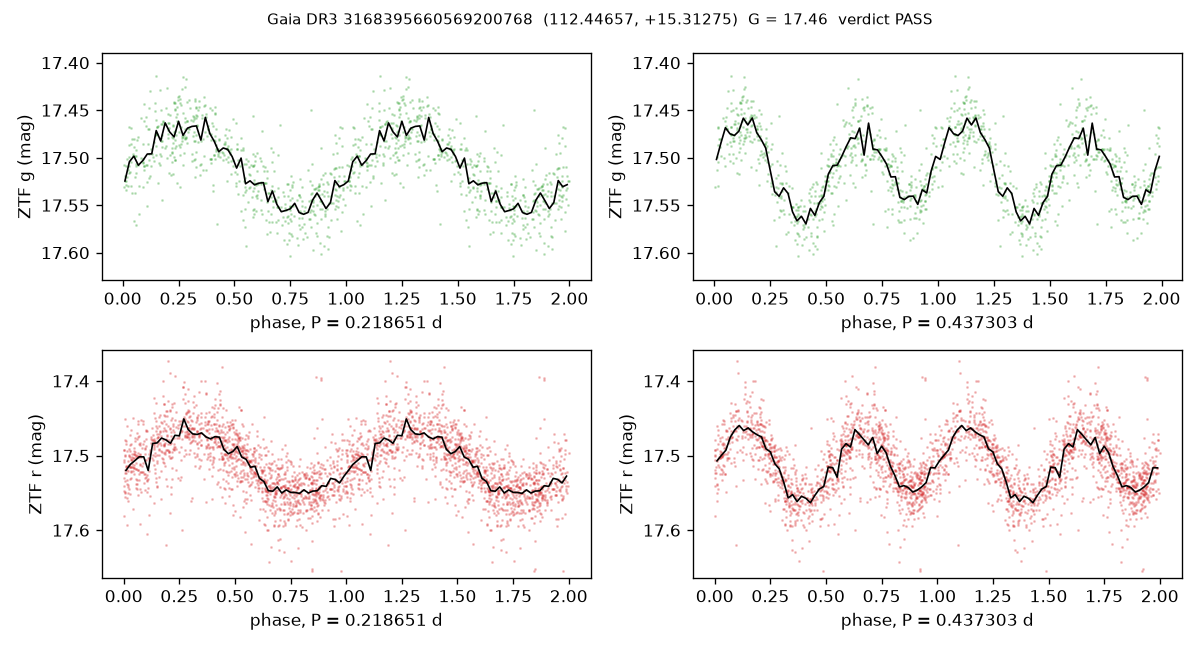 Gaia DR3 3168395660569200768  (112.44657, +15.31275)  G = 17.46  verdict PASS
ZTF g (mag)
17.40
17.45
17.50
17.55
17.60
0.00 0.25 0.50 0.75 1.00 1.25 1.50 1.75 2.00
phase, P = 0.218651 d
ZTF g (mag)
17.40
17.45
17.50
17.55
17.60
0.00 0.25 0.50 0.75 1.00 1.25 1.50 1.75 2.00
phase, P = 0.437303 d
ZTF r (mag)
17.4
17.5
17.6
0.00 0.25 0.50 0.75 1.00 1.25 1.50 1.75 2.00
phase, P = 0.218651 d
ZTF r (mag)
17.4
17.5
17.6
0.00 0.25 0.50 0.75 1.00 1.25 1.50 1.75 2.00
phase, P = 0.437303 d